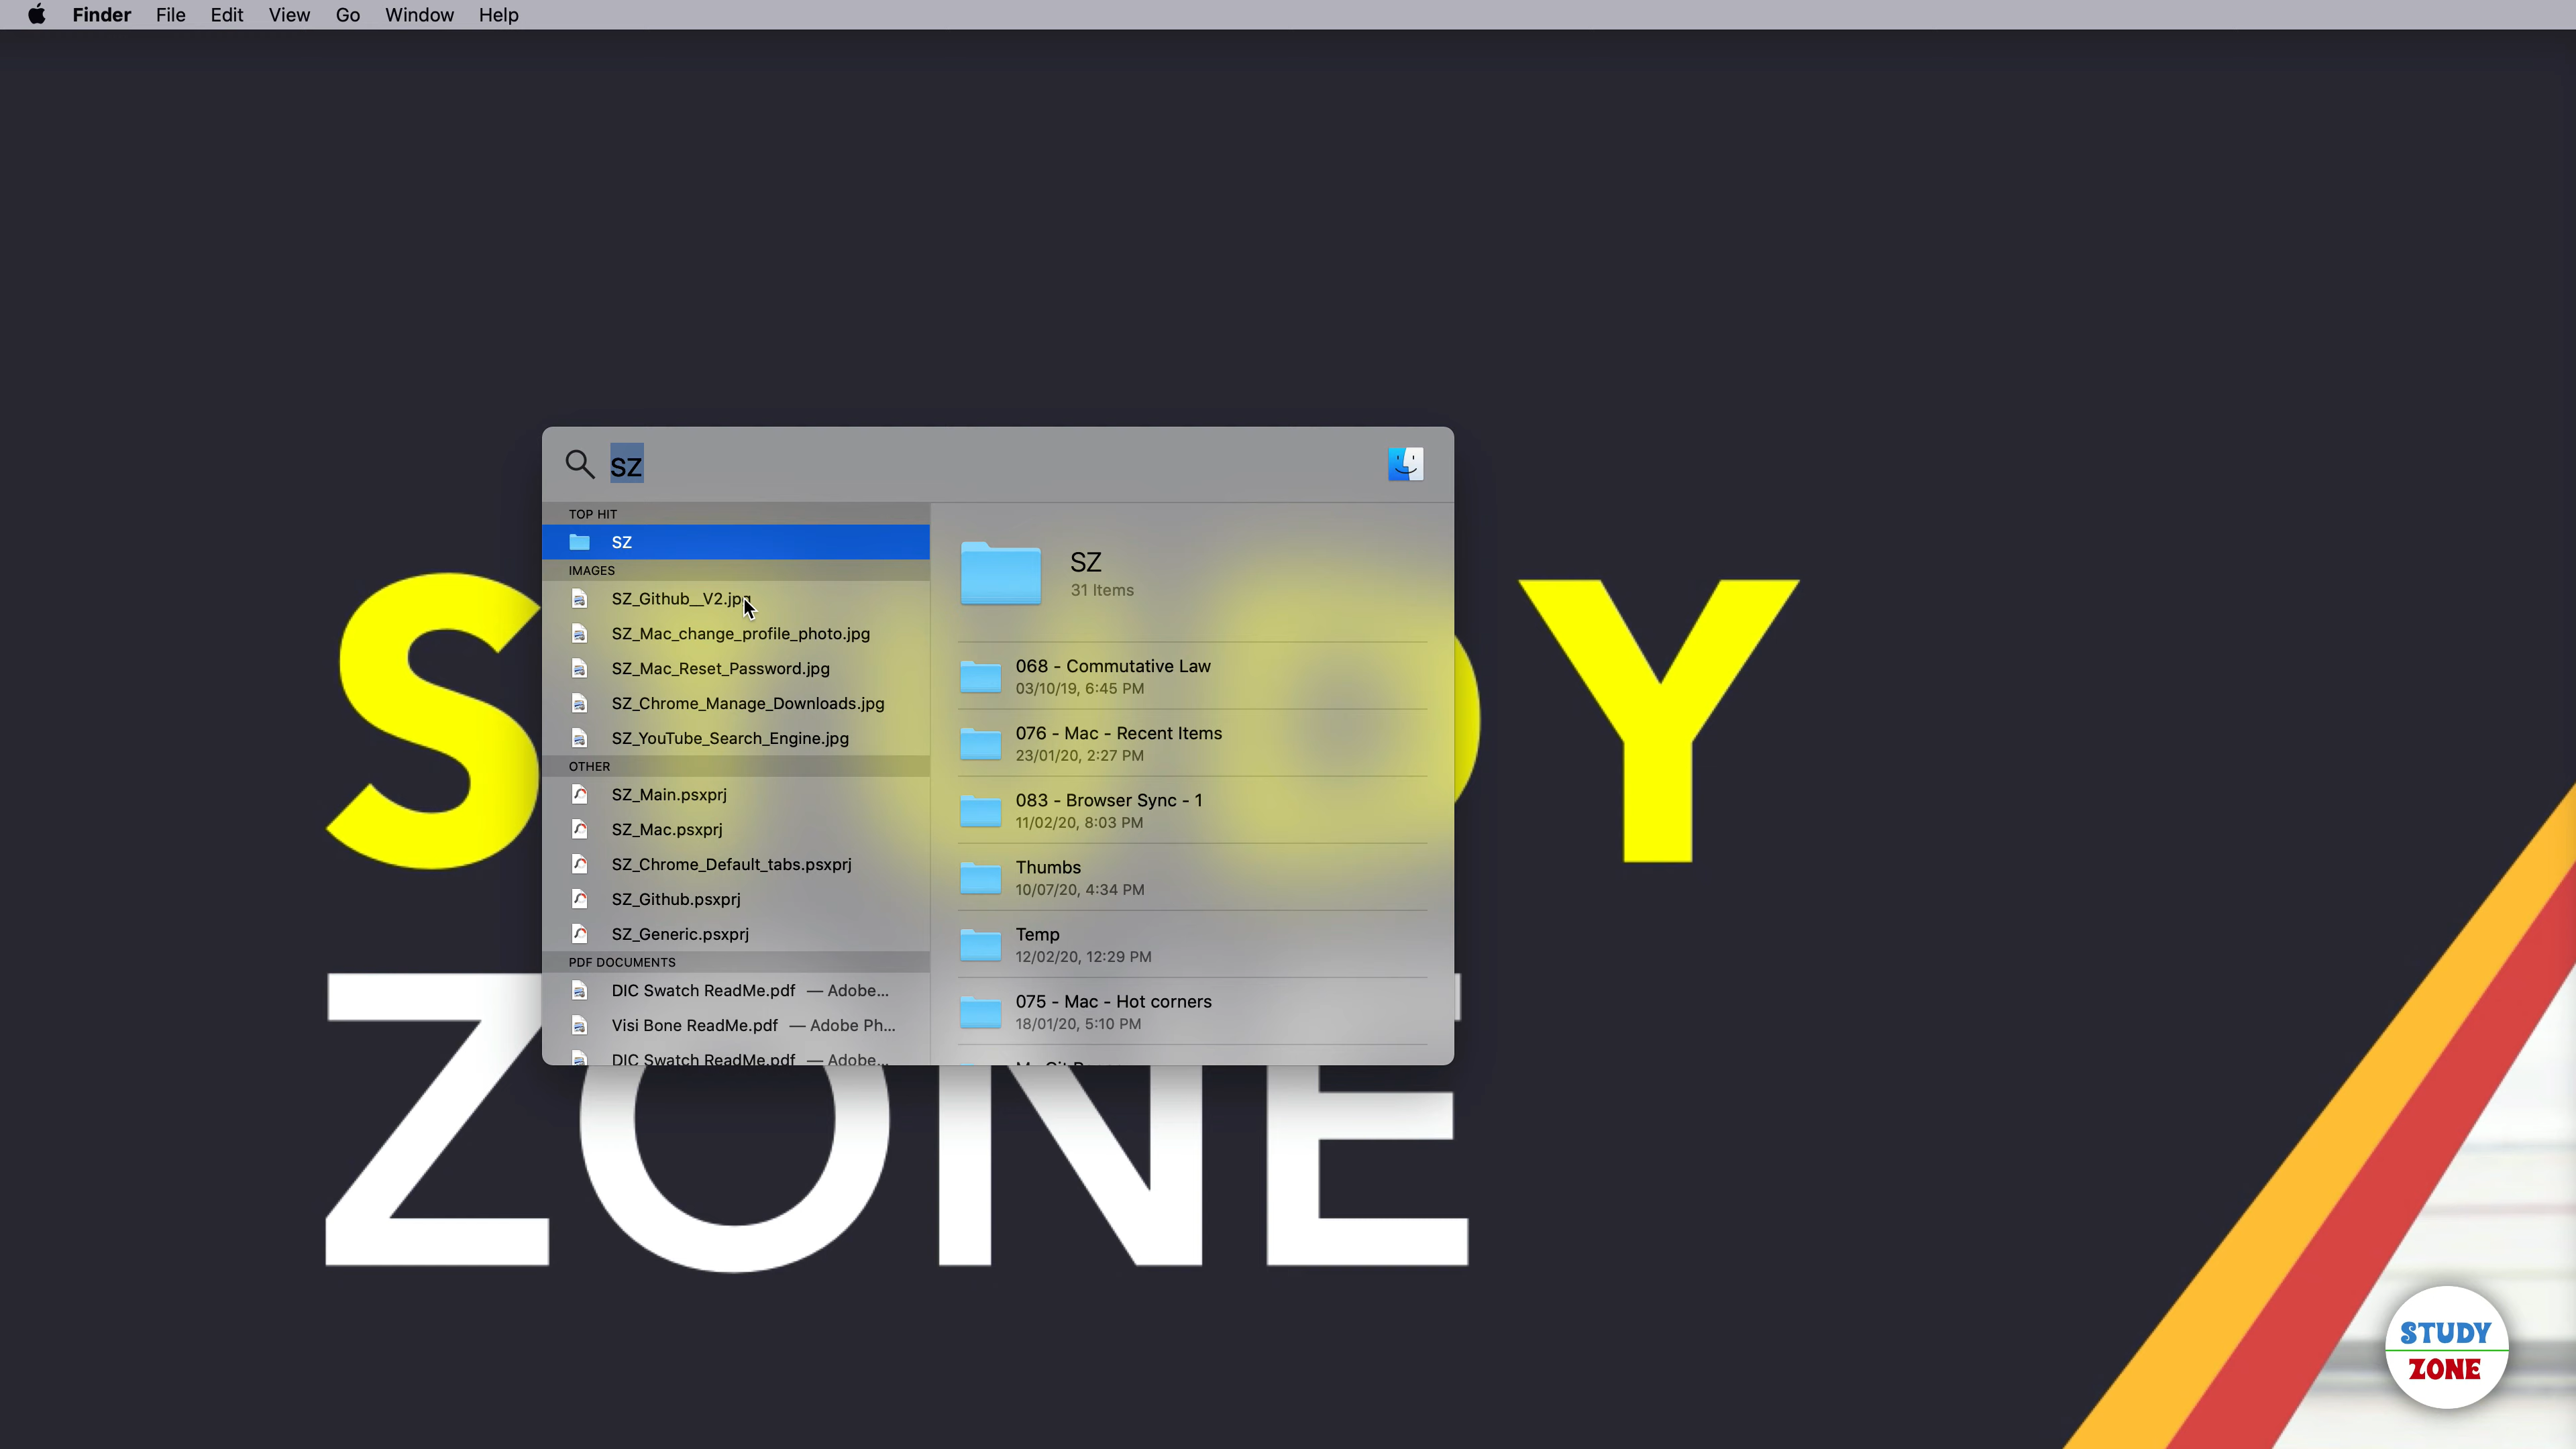 Finder File Edit View Go Window Help
sz
TOP HIT
SZ
IMAGES
SZ_Github__V2.jpg
SZ_Mac_change_profile_photo.jpg
SZ_Mac_Reset_Password.jpg
SZ_Chrome_Manage_Downloads.jpg
SZ_YouTube_Search_Engine.jpg
OTHER
SZ_Main.psxprj
SZ_Mac.psxprj
SZ_Chrome_Default_tabs.psxprj
SZ_Github.psxprj
SZ_Generic.psxprj
PDF DOCUMENTS
DIC Swatch ReadMe.pdf — Adobe...
Visi Bone ReadMe.pdf — Adobe Ph...
DIC Swatch ReadMe.pdf — Adobe...
SZ
31 Items
068 - Commutative Law
03/10/19, 6:45 PM
076 - Mac - Recent Items
23/01/20, 2:27 PM
083 - Browser Sync - 1
11/02/20, 8:03 PM
Thumbs
10/07/20, 4:34 PM
Temp
12/02/20, 12:29 PM
075 - Mac - Hot corners
18/01/20, 5:10 PM
ZONE
STUDY
ZONE